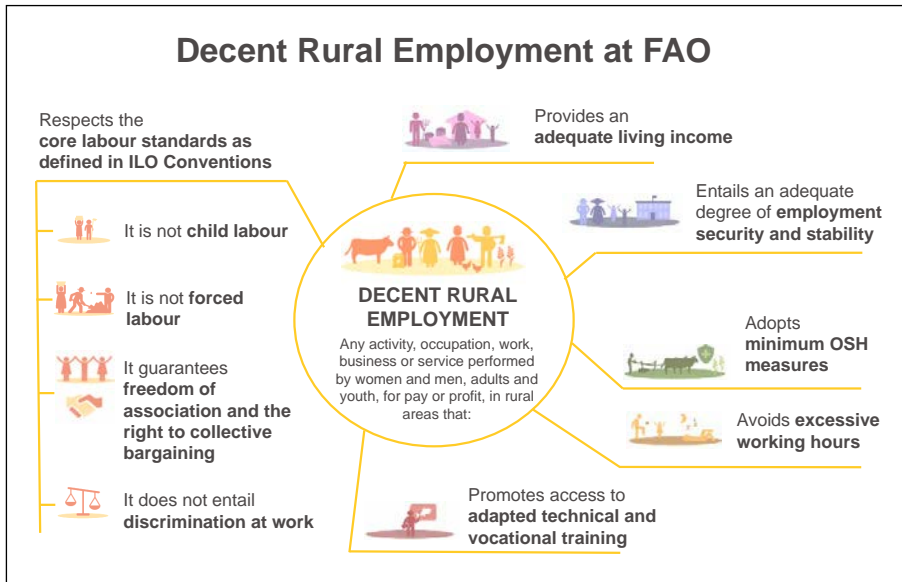 Decent Rural Employment at FAO
Respects the
core labour standards as
defined in ILO Conventions
It is not child labour
It is not forced
labour
It guarantees
freedom of
association and the
right to collective
bargaining
It does not entail
discrimination at work
DECENT RURAL
EMPLOYMENT
Any activity, occupation, work,
business or service performed
by women and men, adults and
youth, for pay or profit, in rural
areas that:
Provides an
adequate living income
Entails an adequate
degree of employment
security and stability
Adopts
minimum OSH
measures
Avoids excessive
working hours
Promotes access to
adapted technical and
vocational training